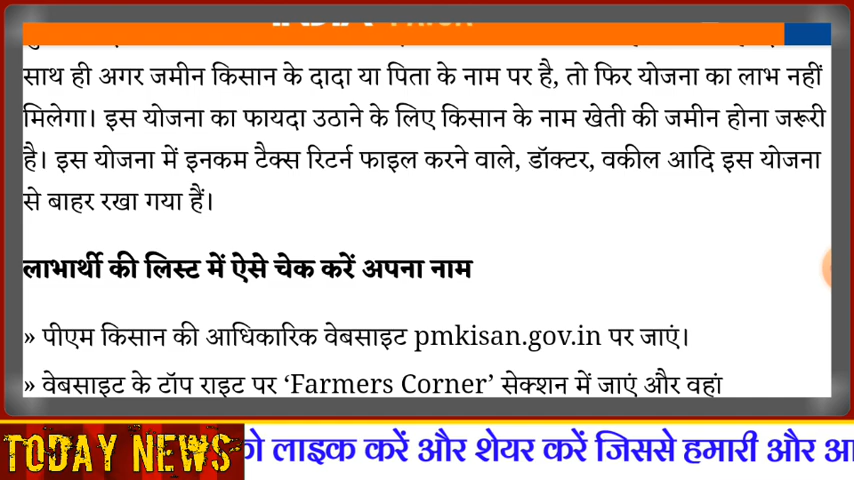 साथ ही अगर जमीन किसान के दादा या पिता के नाम पर है, तो फिर योजना का लाभ नहीं
मिलेगा। इस योजना का फायदा उठाने के लिए किसान के नाम खेती की जमीन होना जरूरी
है। इस योजना में इनकम टैक्स रिटर्न फाइल करने वाले, डॉक्टर, वकील आदि इस योजना
से बाहर रखा गया हैं।
लाभार्थी की लिस्ट में ऐसे चेक करें अपना नाम
» पीएम किसान की आधिकारिक वेबसाइट pmkisan.gov.in पर जाएं।
» वेबसाइट के टॉप राइट पर ‘Farmers Corner’ सेक्शन में जाएं और वहां
TODAY NEWS को लाइक करें और शेयर करें जिससे हमारी और